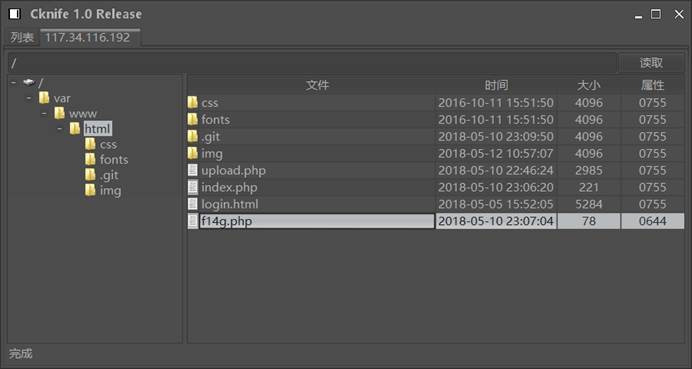 Cknife 1.0 Release
列表 117.34.116.192
/ 读取
/
var
www
html
css
fonts
.git
img
文件 时间 大小 属性
css 2016-10-11 15:51:50 4096 0755
fonts 2016-10-11 15:51:50 4096 0755
.git 2018-05-10 23:09:50 4096 0755
img 2018-05-12 10:57:07 4096 0755
upload.php 2018-05-10 22:46:24 2985 0755
index.php 2018-05-10 23:06:20 221 0755
login.html 2018-05-05 15:52:05 5284 0755
f14g.php 2018-05-10 23:07:04 78 0644
完成